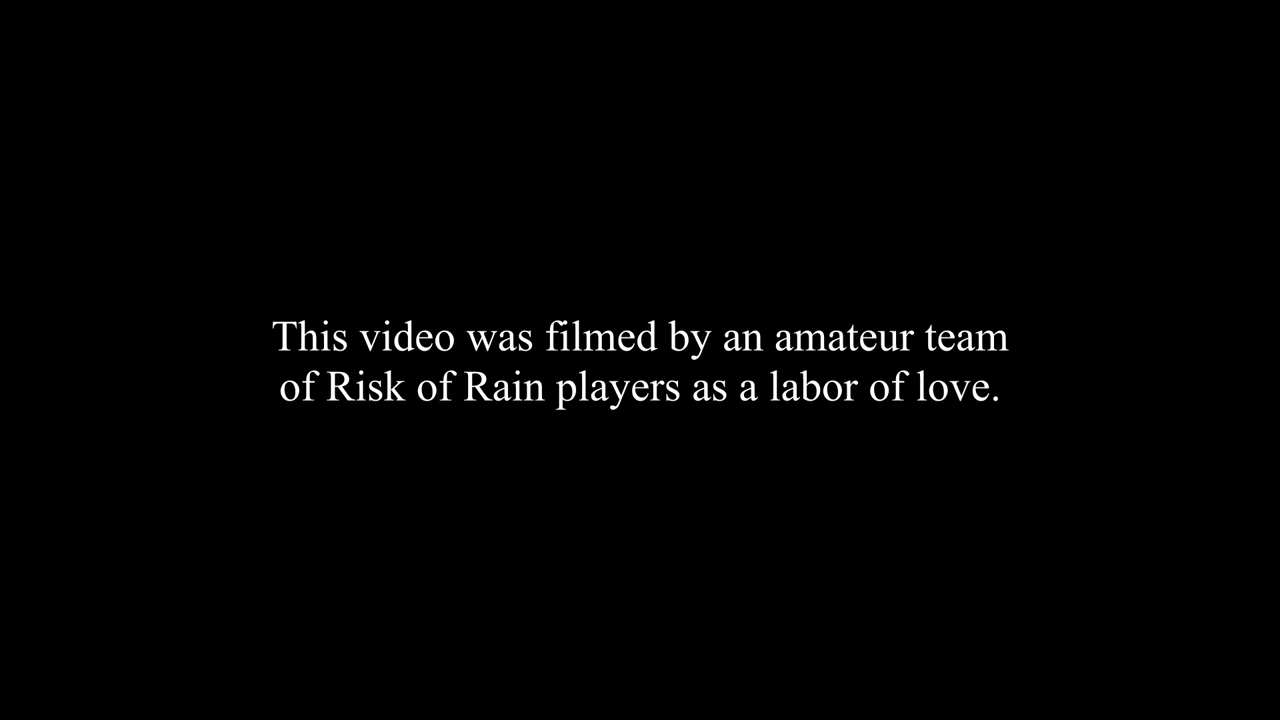 This video was filmed by an amateur team
of Risk of Rain players as a labor of love.